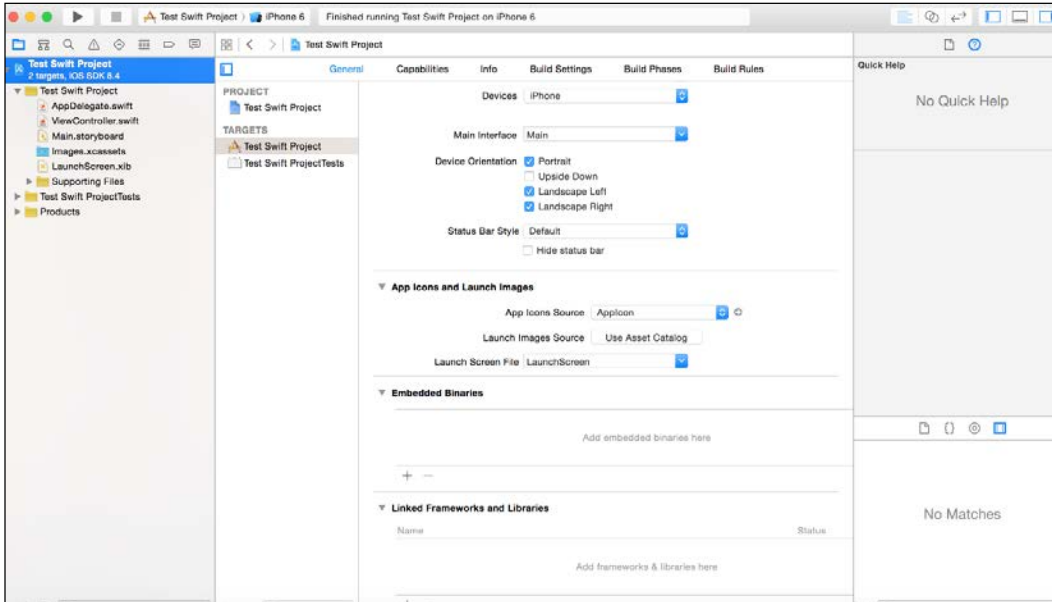 Test Swift Project
iPhone 6
Finished running Test Swift Project on iPhone 6
Test Swift Project
2 targets, iOS SDK 8.4
Test Swift Project
AppDelegate.swift
ViewController.swift
Main.storyboard
Images.xcassets
LaunchScreen.xib
Supporting Files
Test Swift ProjectTests
Products
Test Swift Project
General Capabilities Info Build Settings Build Phases Build Rules
PROJECT
Test Swift Project
TARGETS
Test Swift Project
Test Swift ProjectTests
Devices iPhone
Main Interface Main
Device Orientation Portrait
Upside Down
Landscape Left
Landscape Right
Status Bar Style Default
Hide status bar
App Icons and Launch Images
App Icons Source AppIcon
Launch Images Source Use Asset Catalog
Launch Screen File LaunchScreen
Embedded Binaries
Add embedded binaries here
Linked Frameworks and Libraries
Name Status
Add frameworks & libraries here
Quick Help
No Quick Help
No Matches